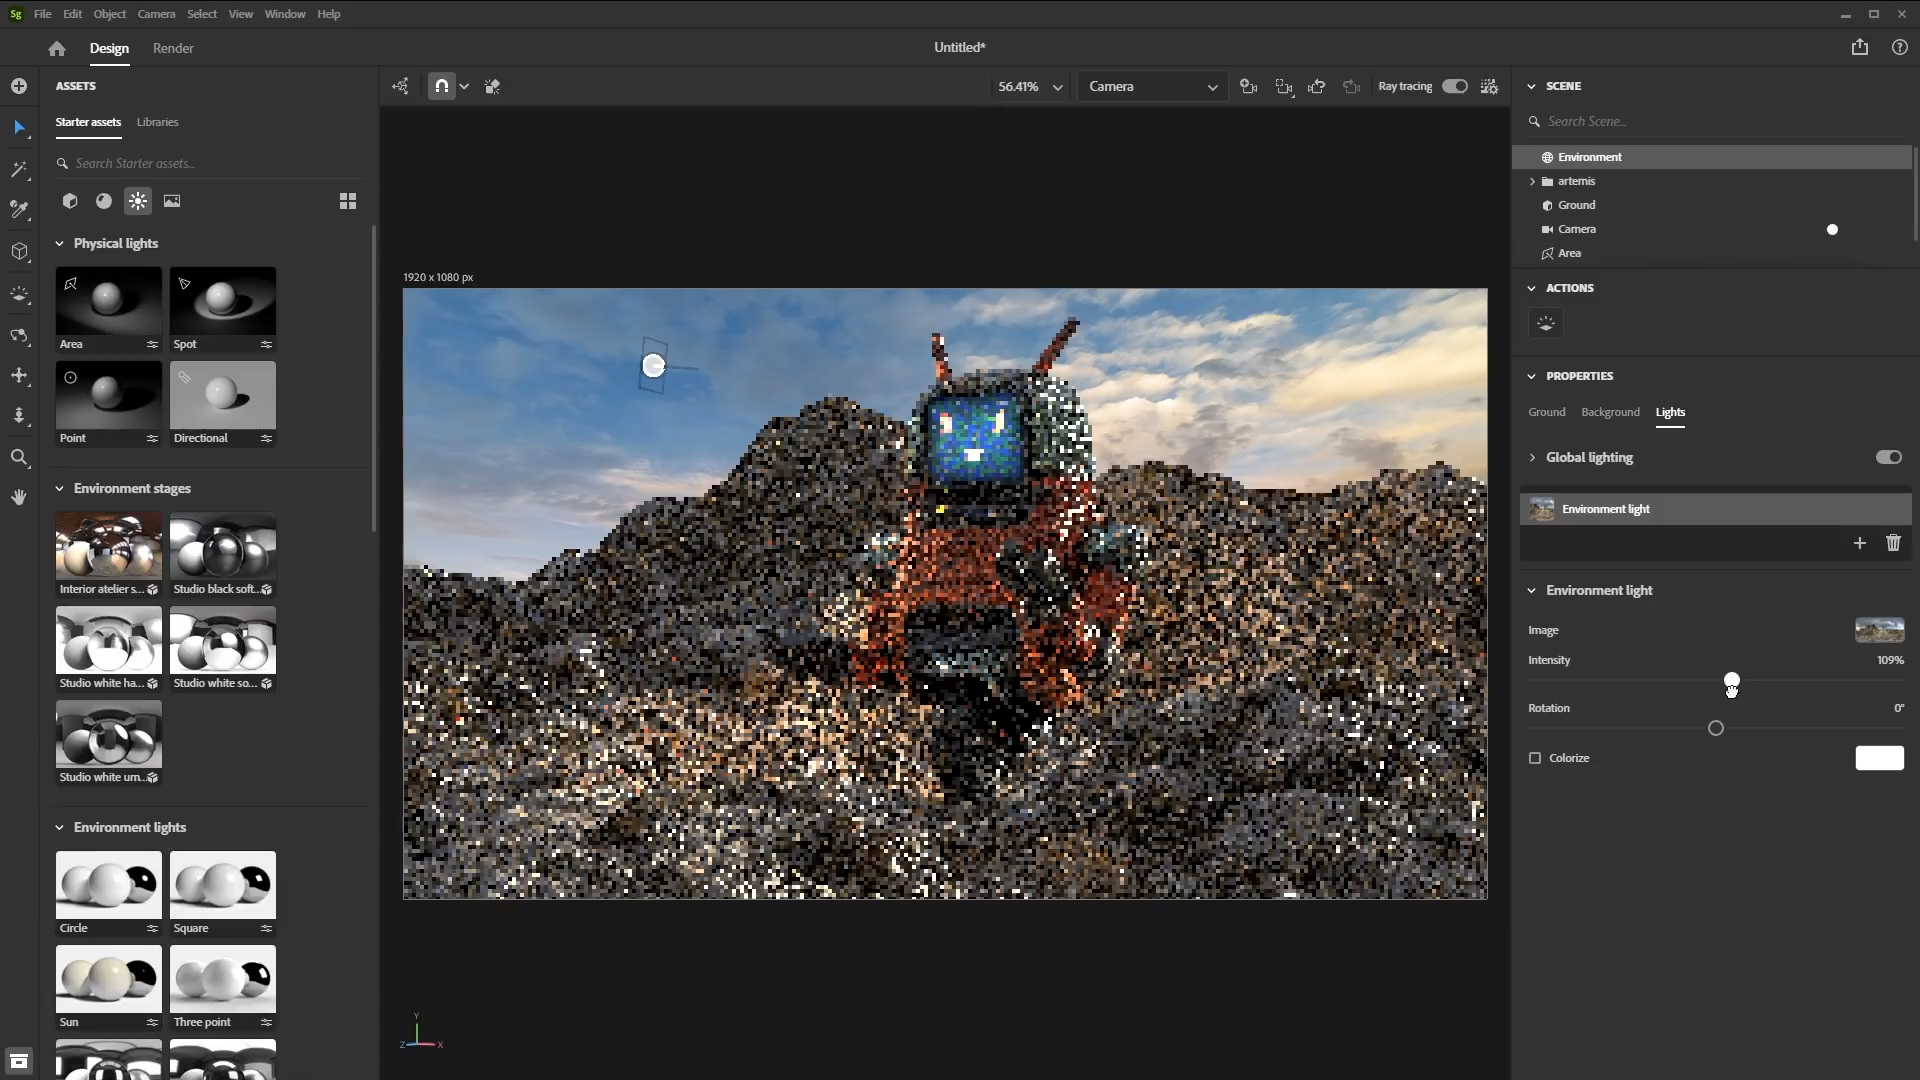 Sg File Edit Object Camera Select View Window Help
Design Render Untitled*
ASSETS
Starter assets Libraries
Search Starter assets...
Physical lights
Area Spot
Point Directional
Environment stages
Interior atelier s... Studio black soft...
Studio white ha... Studio white so...
Studio white um...
Environment lights
Circle Square
Sun Three point
56.41% Camera Ray tracing
1920 x 1080 px
Y
Z X
SCENE
Search Scene...
Environment
artemis
Ground
Camera
Area
ACTIONS
PROPERTIES
Ground Background Lights
Global lighting
Environment light
Environment light
Image
Intensity 109%
Rotation 0°
Colorize